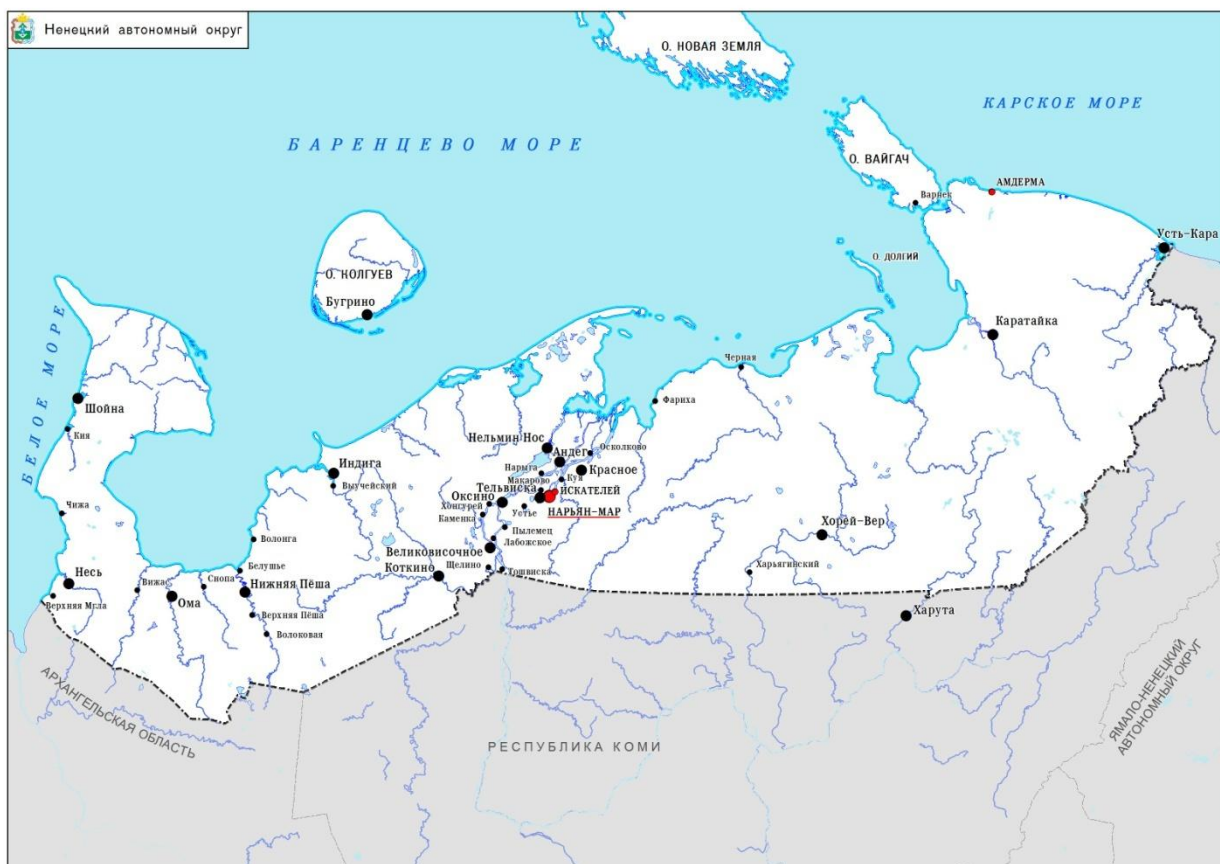 Ненецкий автономный округ
О. НОВАЯ ЗЕМЛЯ
КАРСКОЕ МОРЕ
БАРЕНЦЕВО МОРЕ
О. ВАЙГАЧ
АМДЕРМА
Варнек
Усть-Кара
О. ДОЛГИЙ
О. КОЛГУЕВ
Бугрино
Каратайка
БЕЛОЕ МОРЕ
Черная
Шойна
Фариха
Кия
Нельмин Нос
Осколково
Андег
Индига
Нарыга
Красное
Выучейский
Макарово
Куя
Тельвиска
ИСКАТЕЛЕЙ
Оксино
Хонгурей
Устье
НАРЬЯН-МАР
Чижа
Каменка
Пылемец
Хорей-Вер
Волонга
Лабожское
Великовисочное
Щелино
Тошвиска
Белушье
Коткино
Харьягинский
Несь
Вижа
Снопа
Нижняя Пёша
Верхняя Мгла
Ома
Верхняя Пёша
Харута
Волоковая
АРХАНГЕЛЬСКАЯ ОБЛАСТЬ
РЕСПУБЛИКА КОМИ
ЯМАЛО-НЕНЕЦКИЙ
АВТОНОМНЫЙ ОКРУГ